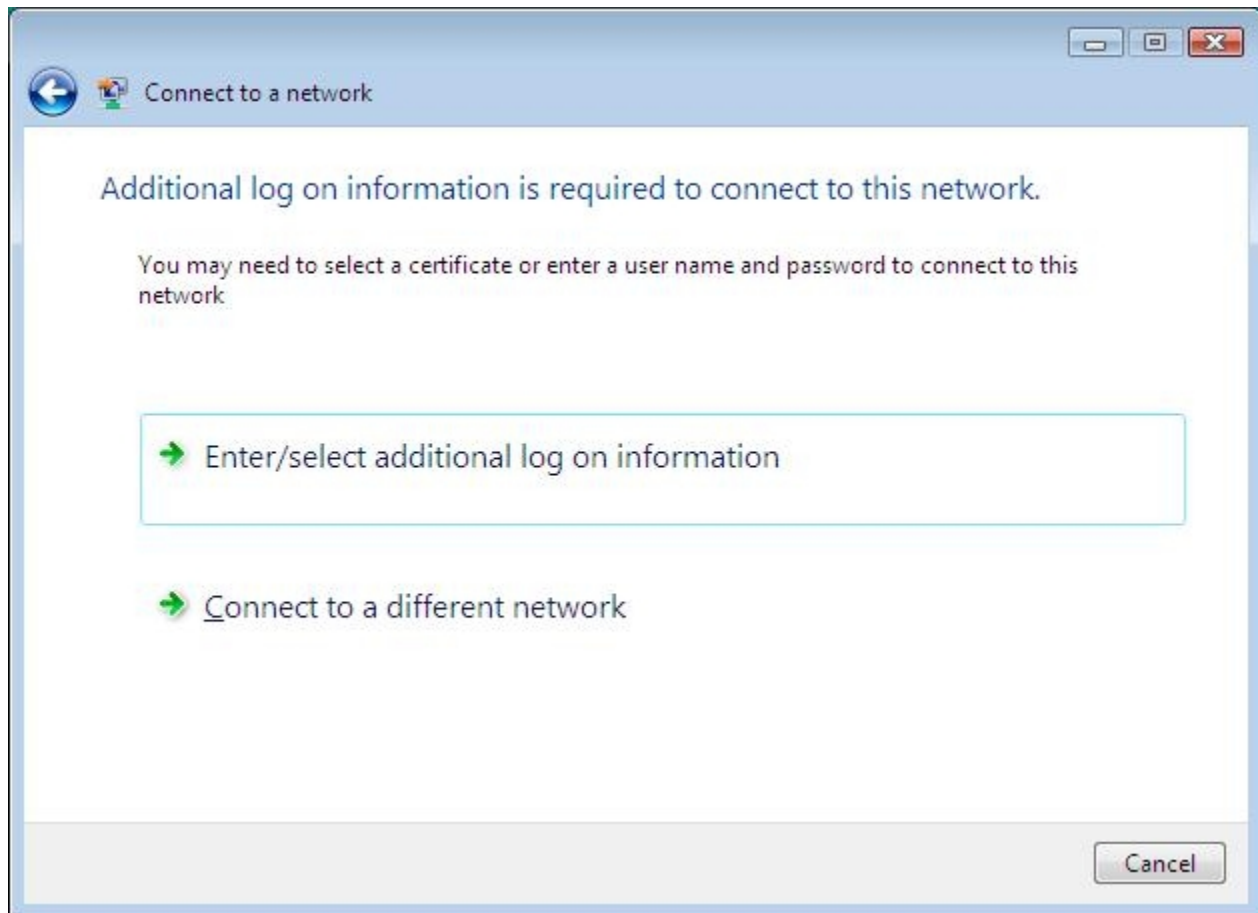 Connect to a network
Additional log on information is required to connect to this network.
You may need to select a certificate or enter a user name and password to connect to this
network
Enter/select additional log on information
Connect to a different network
Cancel